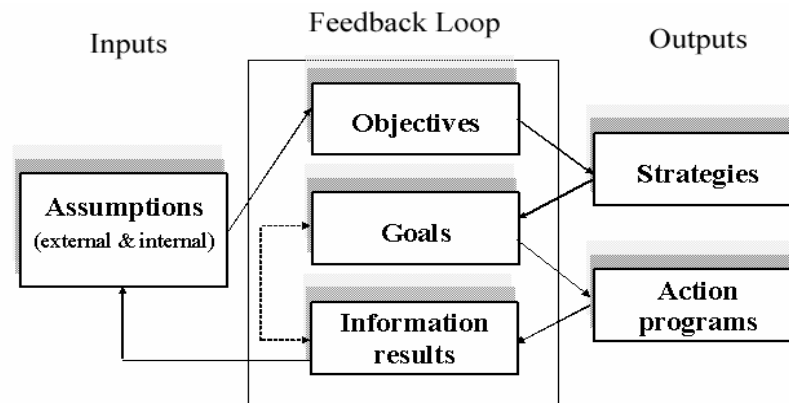 Inputs
Feedback Loop
Outputs
Objectives
Strategies
Assumptions
(external & internal)
Goals
Action
programs
Information
results